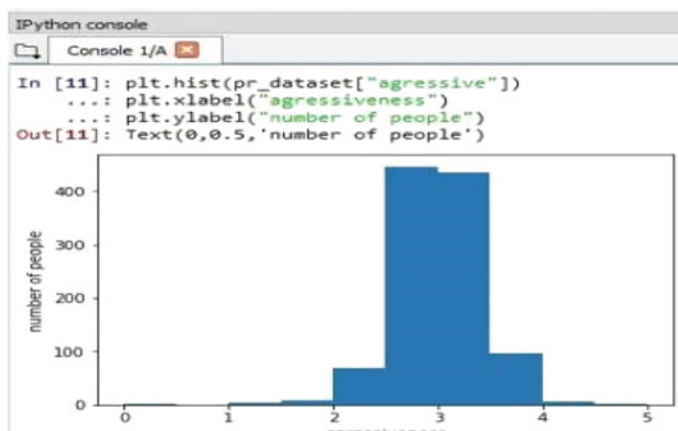 IPython console
Console 1/A
In [11]: plt.hist(pr_dataset["agressive"])
...: plt.xlabel("agressiveness")
...: plt.ylabel("number of people")
Out[11]: Text(0,0.5,'number of people')
400
300
200
100
0
number of people
0 1 2 3 4 5